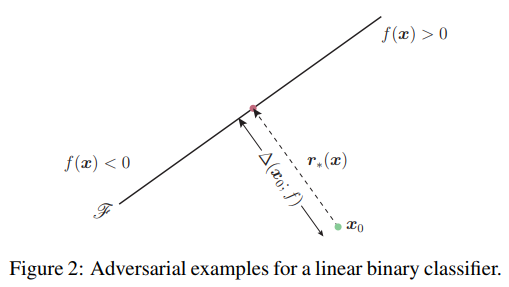 f(x) > 0
f(x) < 0
r*(x)
Δ(x₀; f)
ℱ
x₀
Figure 2: Adversarial examples for a linear binary classifier.